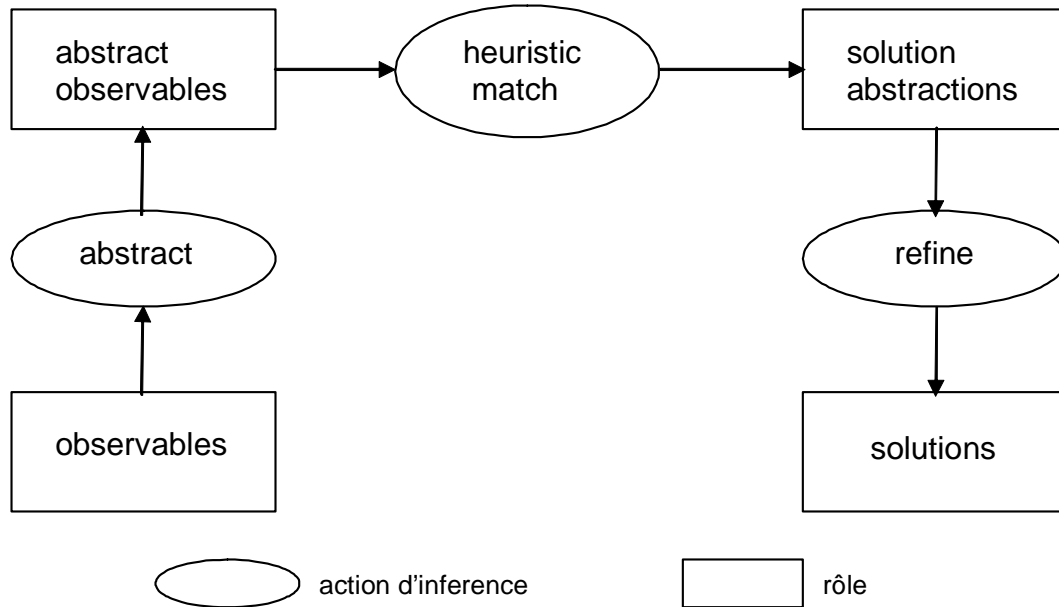 abstract
observables
heuristic
match
solution
abstractions
abstract
refine
observables
solutions
action d'inference
rôle